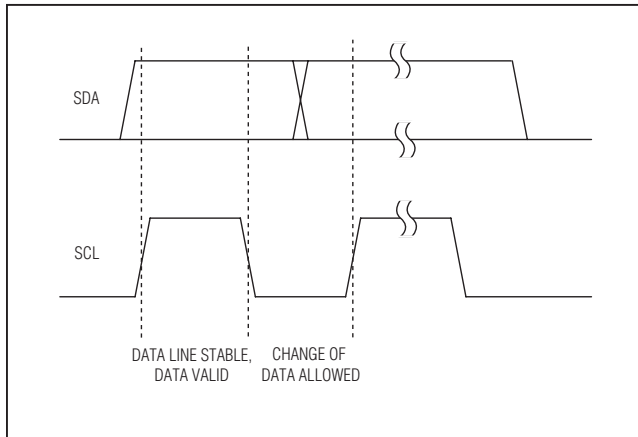 SDA
SCL
DATA LINE STABLE,
DATA VALID
CHANGE OF
DATA ALLOWED